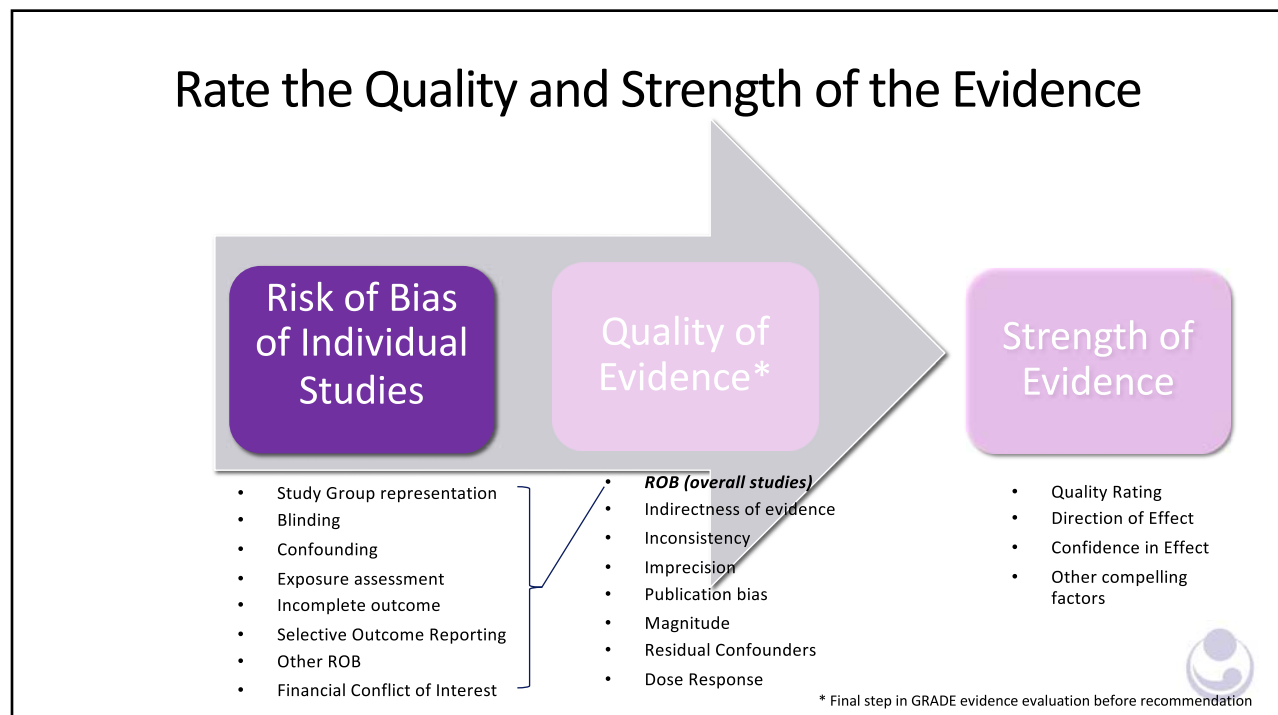 Rate the Quality and Strength of the Evidence
Risk of Bias
of Individual
Studies
• Study Group representation
• Blinding
• Confounding
• Exposure assessment
• Incomplete outcome
• Selective Outcome Reporting
• Other ROB
• Financial Conflict of Interest
Quality of
Evidence*
• ROB (overall studies)
• Indirectness of evidence
• Inconsistency
• Imprecision
• Publication bias
• Magnitude
• Residual Confounders
• Dose Response
Strength of
Evidence
• Quality Rating
• Direction of Effect
• Confidence in Effect
• Other compelling
factors
* Final step in GRADE evidence evaluation before recommendation